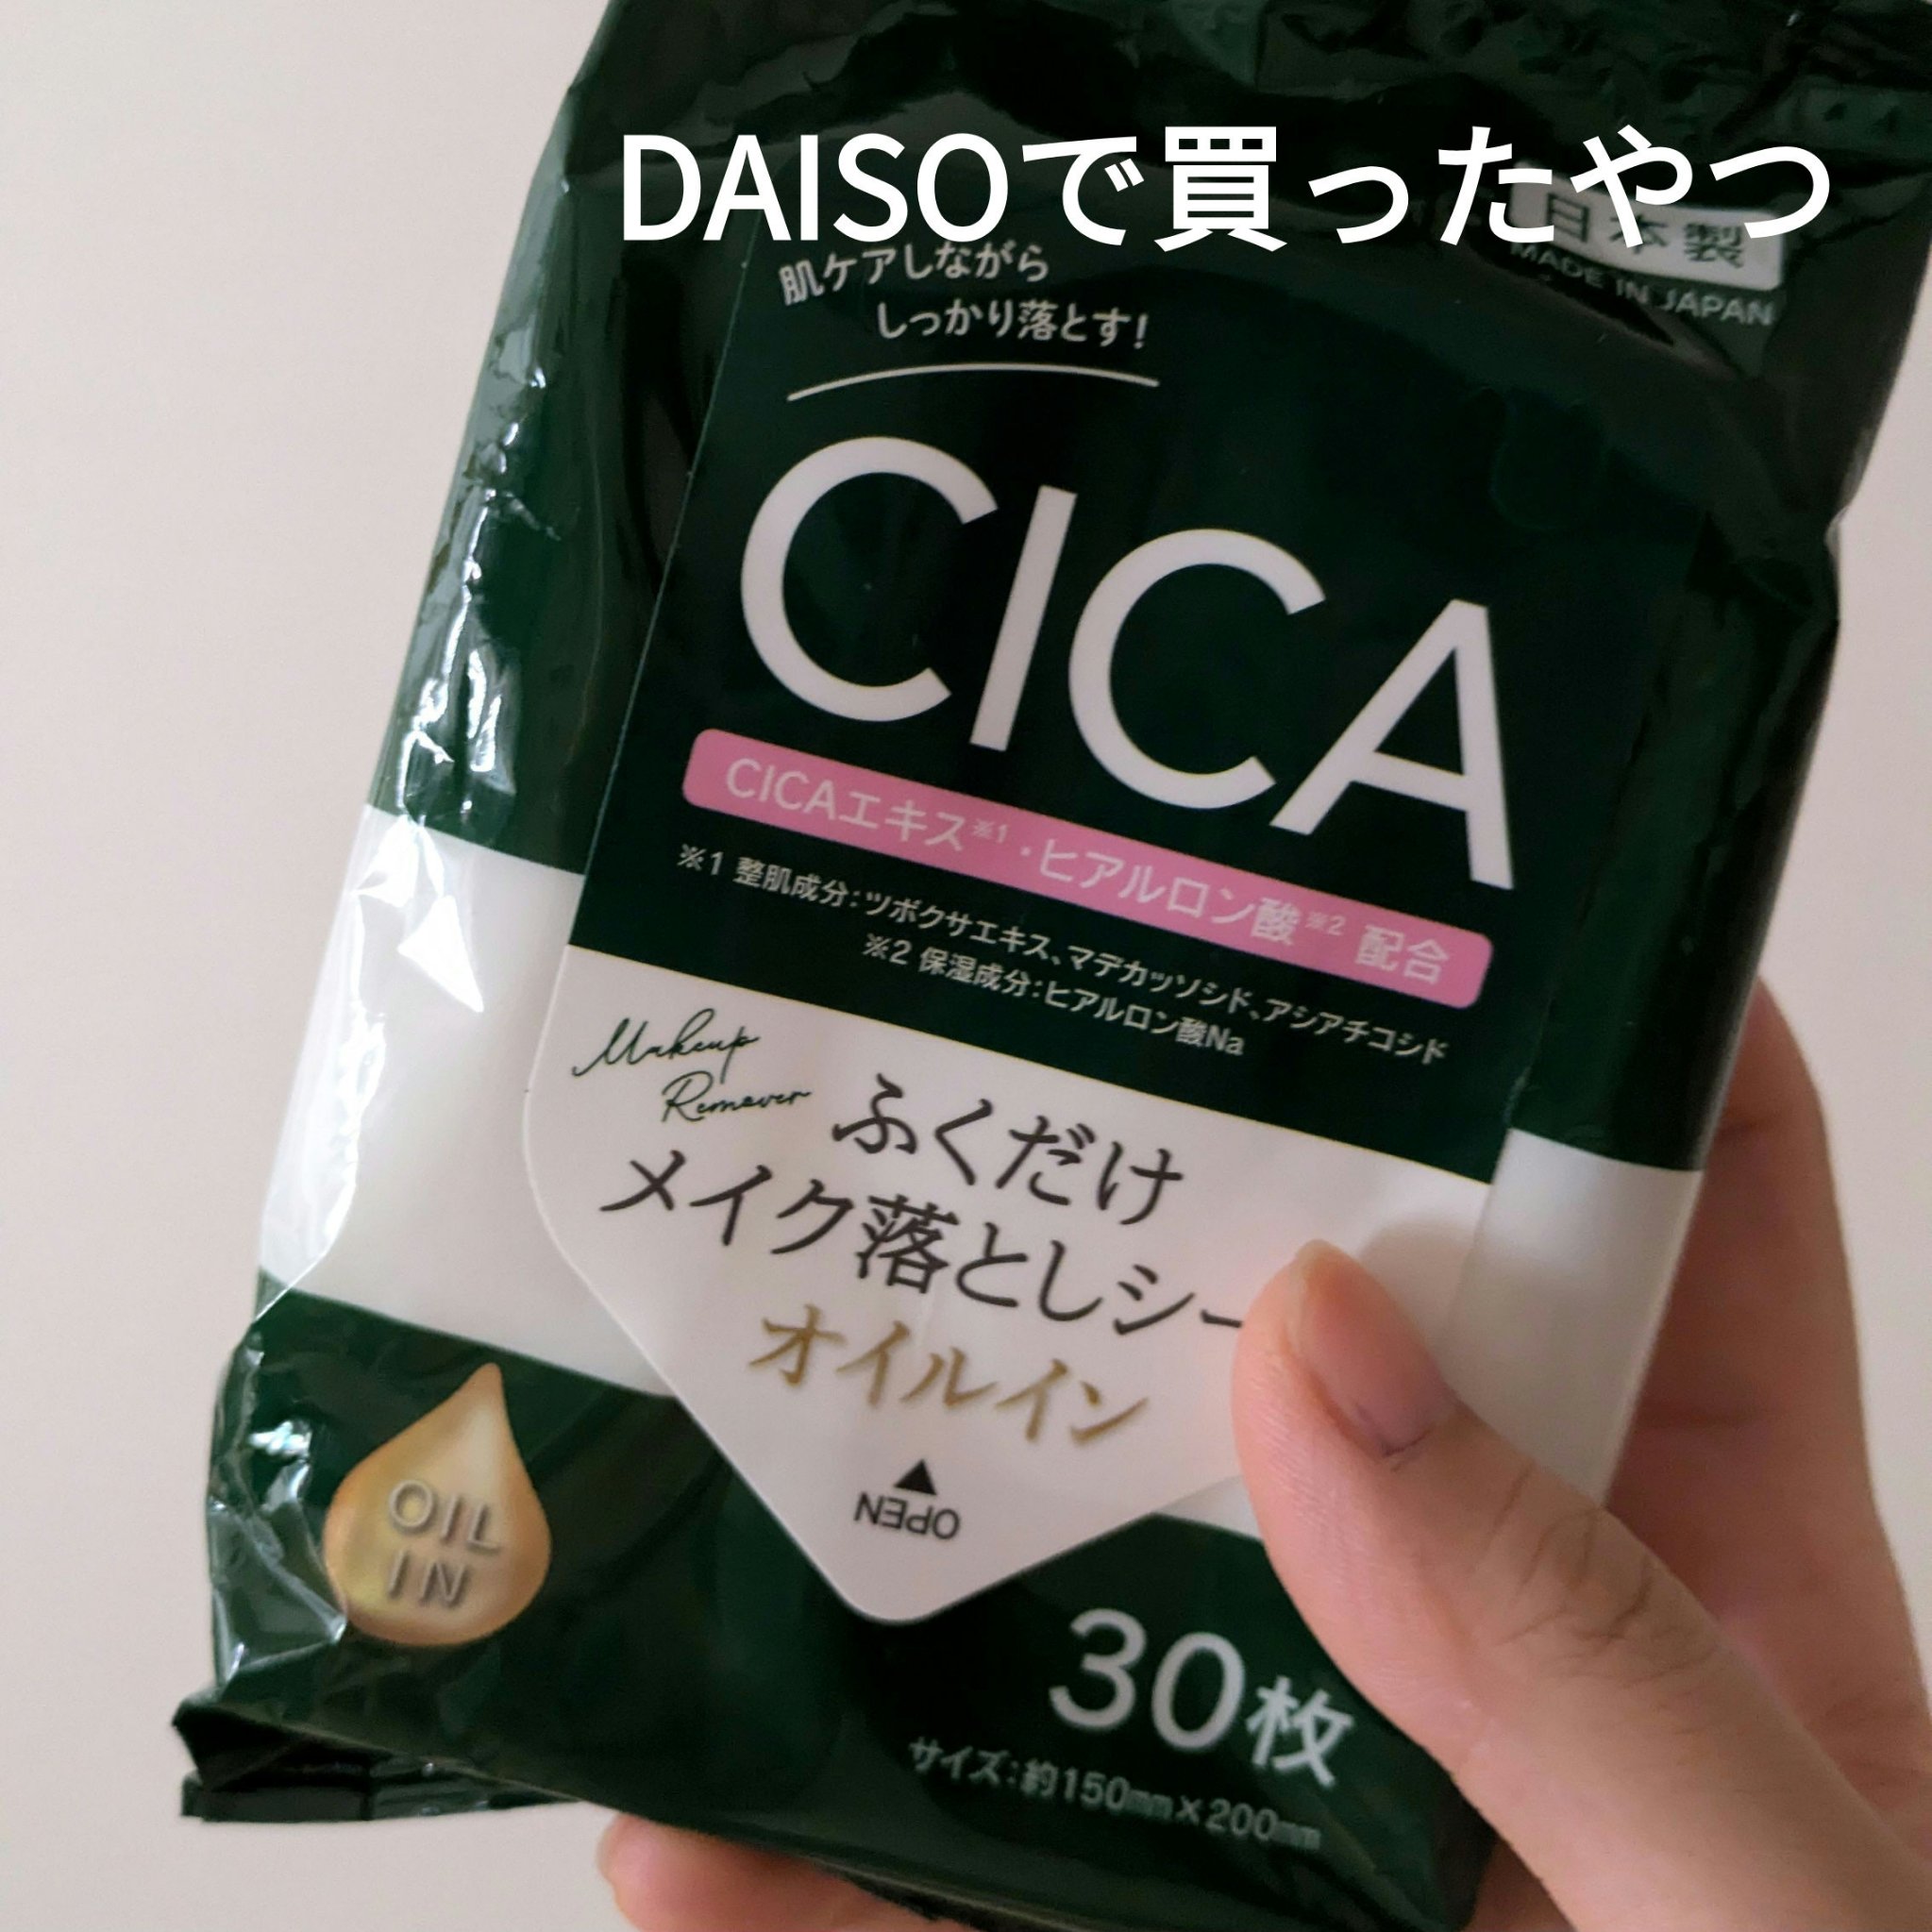 DAISOで買ったやつ
日本製
MADE IN JAPAN
肌ケアしながら
しっかり落とす!
CICA
CICAエキス※1・ヒアルロン酸※2 配合
※1 整肌成分:ツボクサエキス、マデカッソシド、アシアチコシド
※2 保湿成分:ヒアルロン酸Na
Makeup
Remover
ふくだけ
メイク落としシー
オイルイン
OPEN
OIL
IN
30枚
サイズ:約150mm×200mm